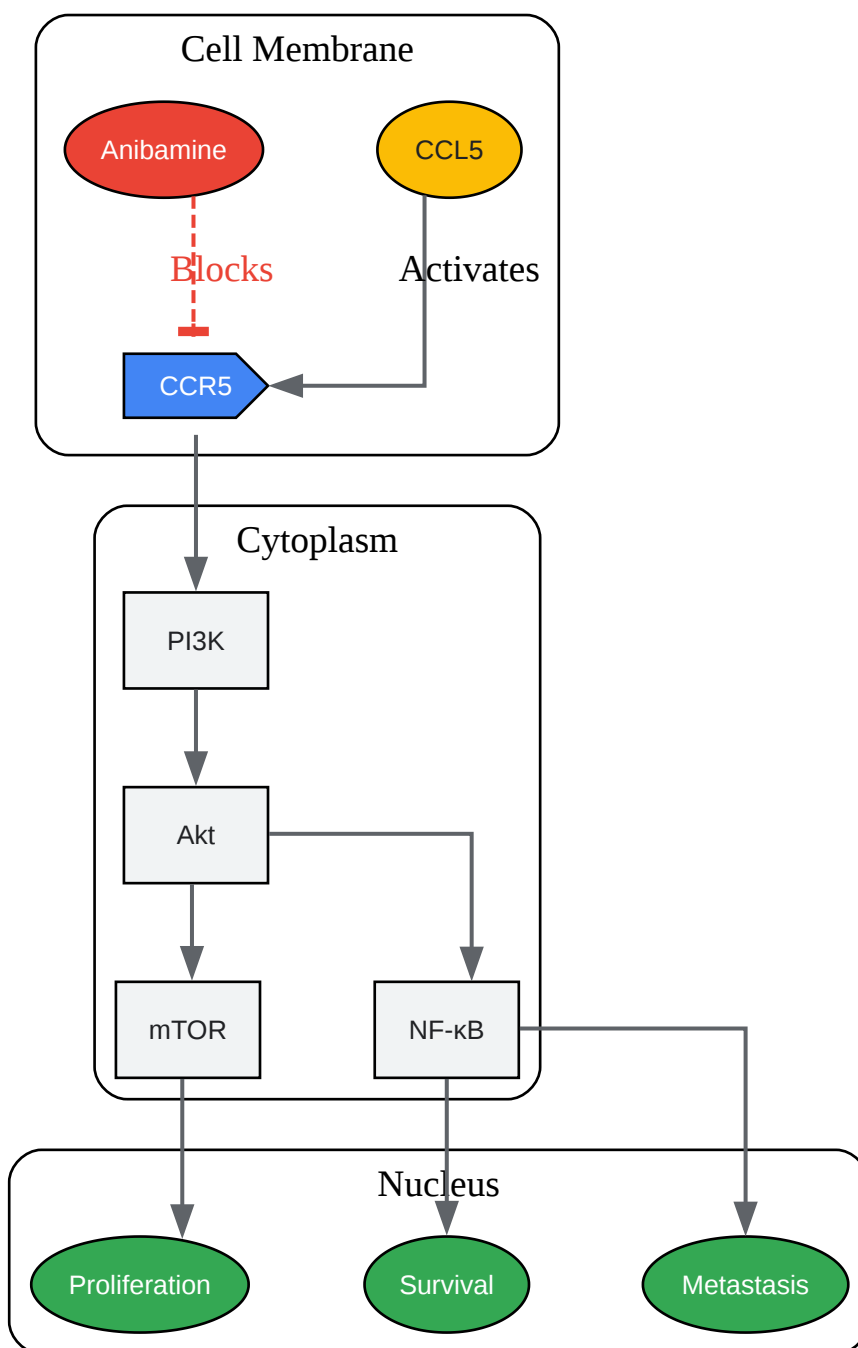 Cell Membrane
Anibamine
CCL5
Blocks
Activates
CCR5
Cytoplasm
PI3K
Akt
mTOR
NF-κB
Nucleus
Proliferation
Survival
Metastasis